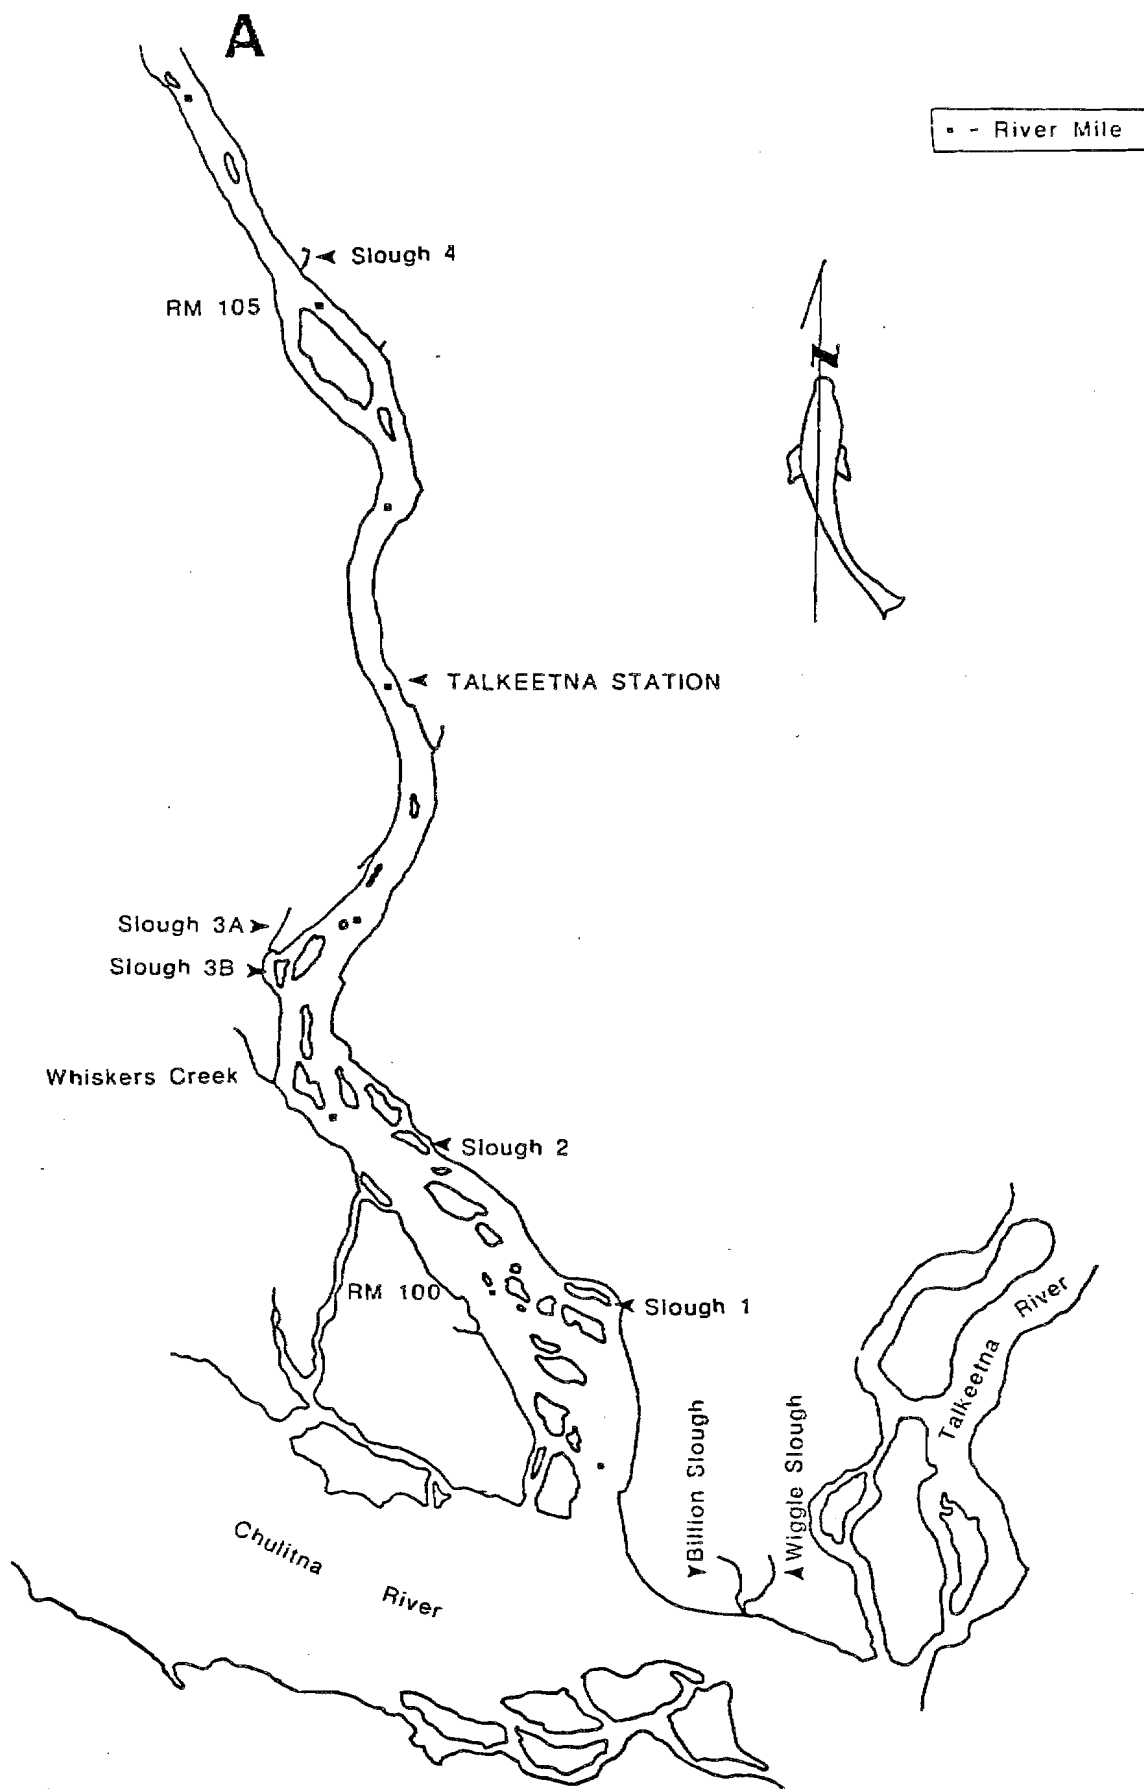 A
▪ - River Mile
Slough 4
RM 105
N
TALKEETNA STATION
Slough 3A
Slough 3B
Whiskers Creek
Slough 2
RM 100
Slough 1
Talkeetna River
Billion Slough
Wiggle Slough
Chulitna River